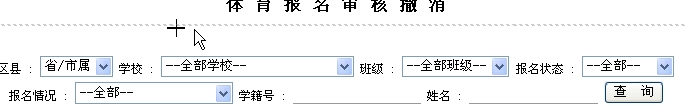 体育报名审核撤消
区县： 省/市属 学校： --全部学校-- 班级： --全部班级-- 报名状态： --全部--
报名情况： --全部-- 学籍号： 姓名： 查 询